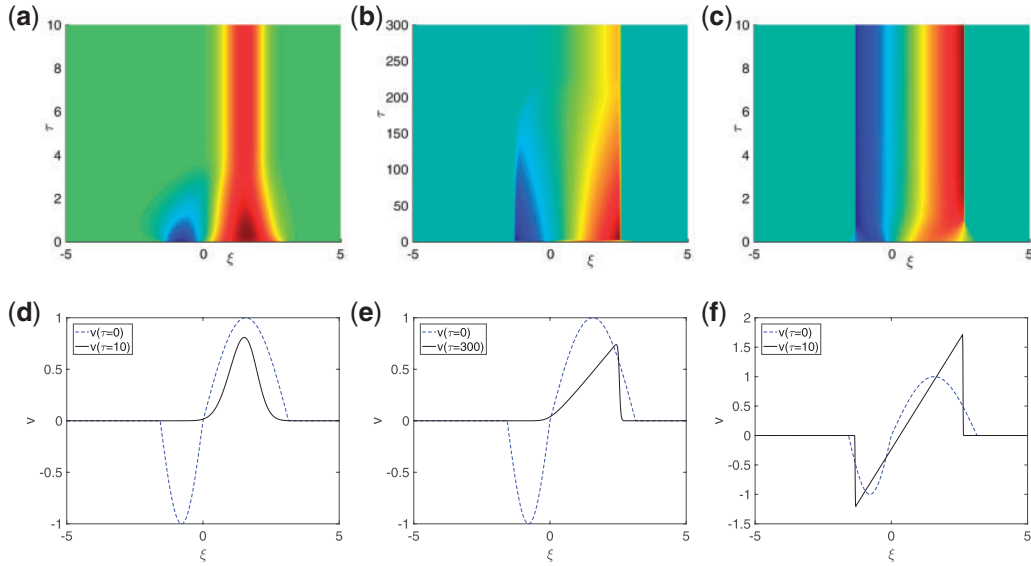 (a) (b) (c)
10 300 10
8 250 8
6 200 6
τ τ τ
150
4 100 4
2 50 2
0 0 0
-5 0 5 -5 0 5 -5 0 5
ξ ξ ξ
(d) (e) (f)
1 1 2
v(τ=0) v(τ=0) v(τ=0)
v(τ=10) v(τ=300) v(τ=10)
1.5
0.5 0.5 1
0.5
v 0 v 0 v 0
-0.5
-0.5 -0.5 -1
-1 -1 -1.5
-5 0 5 -5 0 5 -5 0 5
ξ ξ ξ